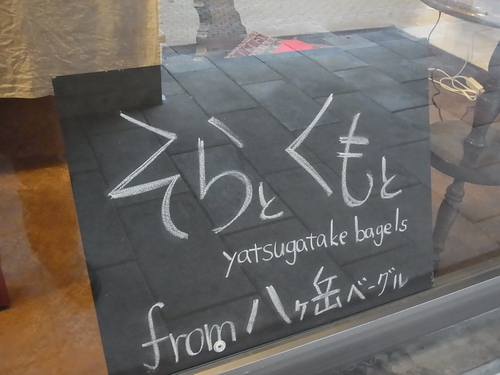 そらとくもと
yatsugatake bagels
from 八ヶ岳ベーグル